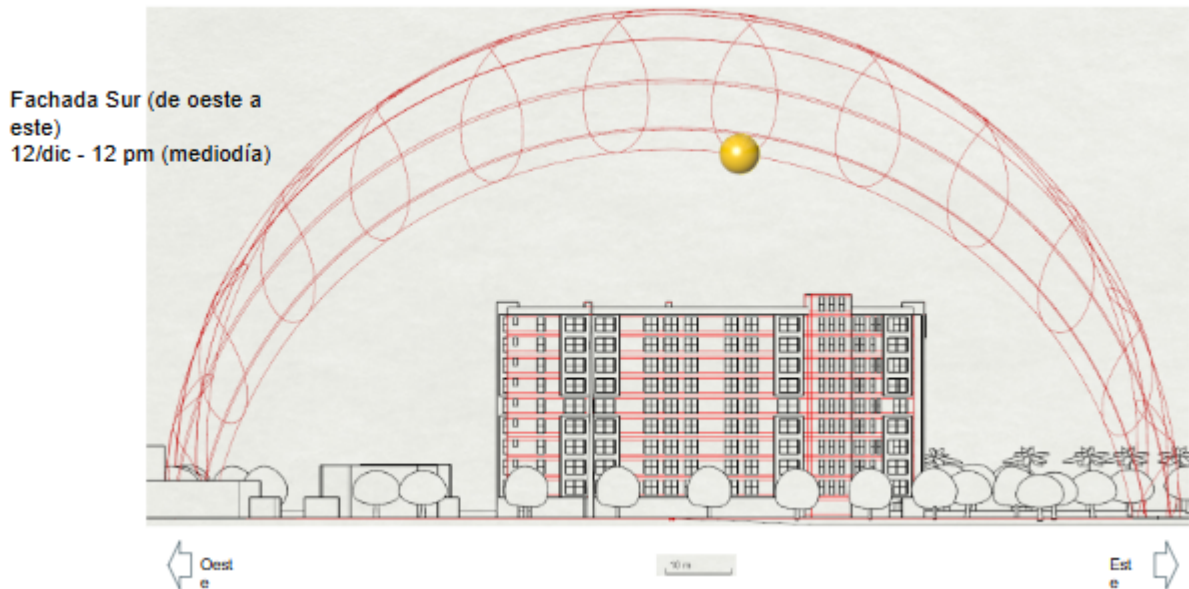 Fachada Sur (de oeste a
este)
12/dic - 12 pm (mediodía)
Oest
e
10 m
Est
e